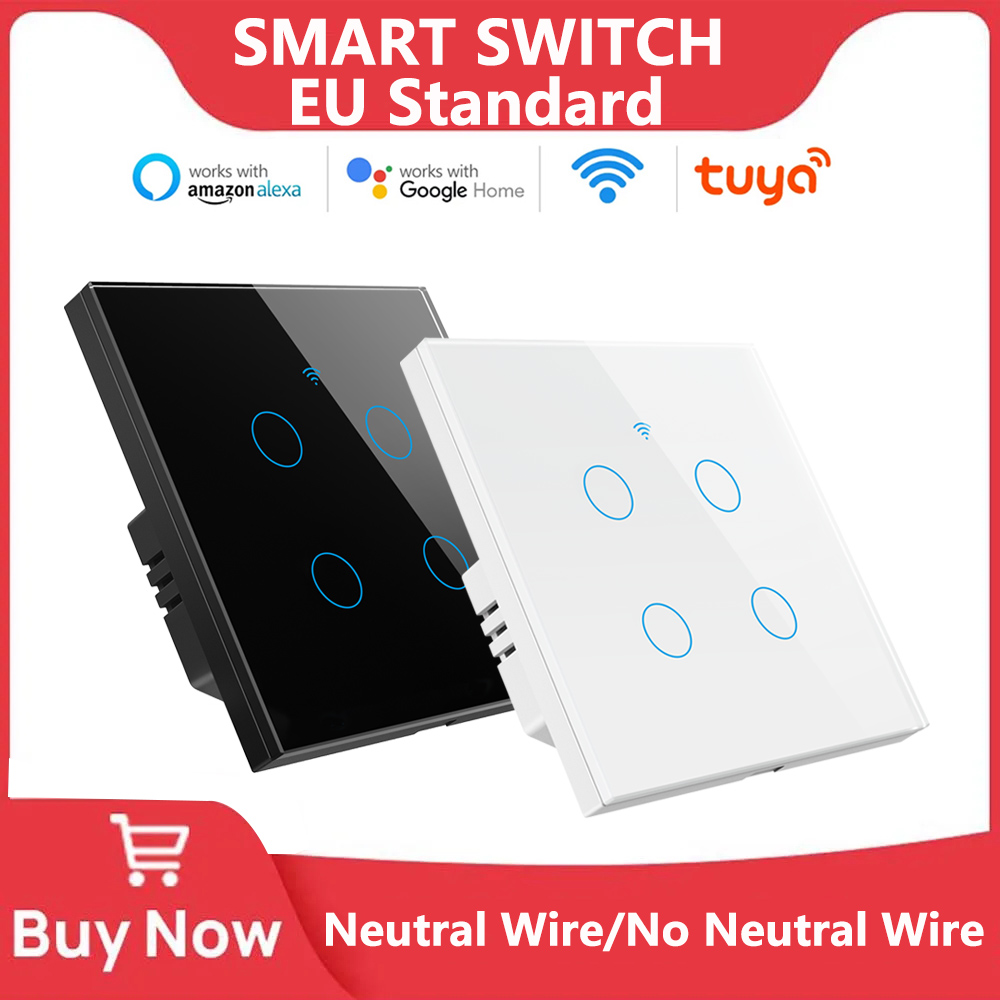 SMART SWITCH
EU Standard
works with
amazon alexa
works with
Google Home
tuya
Buy Now
Neutral Wire/No Neutral Wire